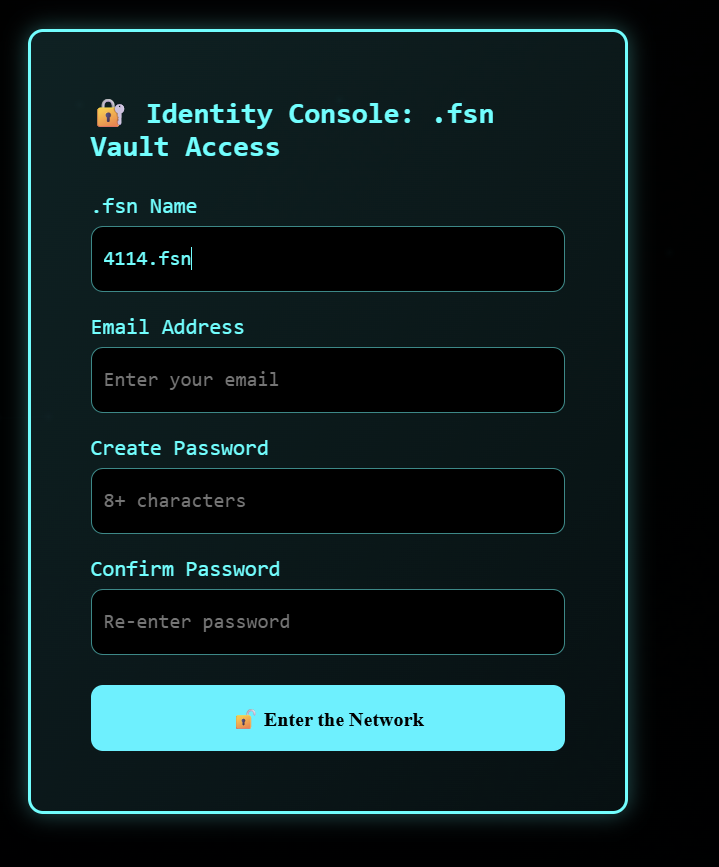 🔐 Identity Console: .fsn
Vault Access
.fsn Name
4114.fsn
Email Address
Enter your email
Create Password
8+ characters
Confirm Password
Re-enter password
🔓 Enter the Network